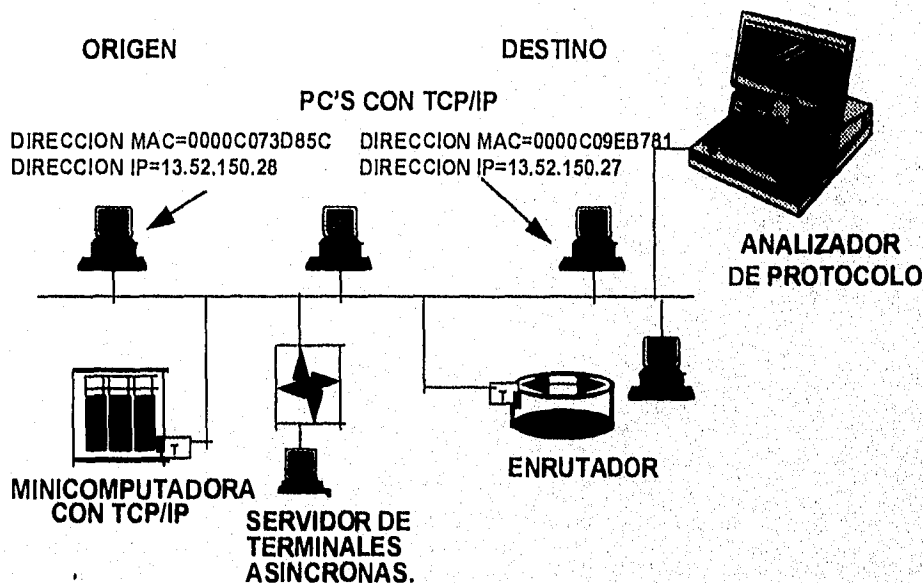 ORIGEN
DESTINO
PC'S CON TCP/IP
DIRECCION MAC=0000C073D85C
DIRECCION IP=13.52.150.28
DIRECCION MAC=0000C09EB781
DIRECCION IP=13.52.150.27
ANALIZADOR
DE PROTOCOLO
T
T
MINICOMPUTADORA
CON TCP/IP
SERVIDOR DE
TERMINALES
ASINCRONAS.
ENRUTADOR